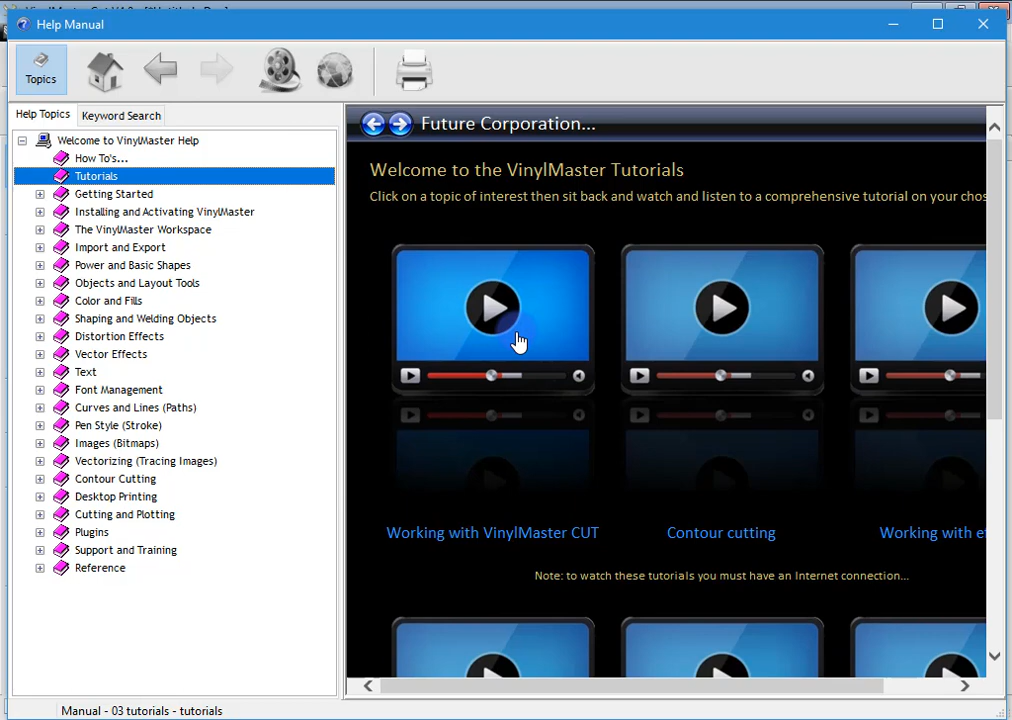 Help Manual
Topics
Help Topics
Keyword Search
Welcome to VinylMaster Help
How To's...
Tutorials
Getting Started
Installing and Activating VinylMaster
The VinylMaster Workspace
Import and Export
Power and Basic Shapes
Objects and Layout Tools
Color and Fills
Shaping and Welding Objects
Distortion Effects
Vector Effects
Text
Font Management
Curves and Lines (Paths)
Pen Style (Stroke)
Images (Bitmaps)
Vectorizing (Tracing Images)
Contour Cutting
Desktop Printing
Cutting and Plotting
Plugins
Support and Training
Reference
Future Corporation...
Welcome to the VinylMaster Tutorials
Click on a topic of interest then sit back and watch and listen to a comprehensive tutorial on your chos
Working with VinylMaster CUT
Contour cutting
Working with ef
Note: to watch these tutorials you must have an Internet connection...
Manual - 03 tutorials - tutorials